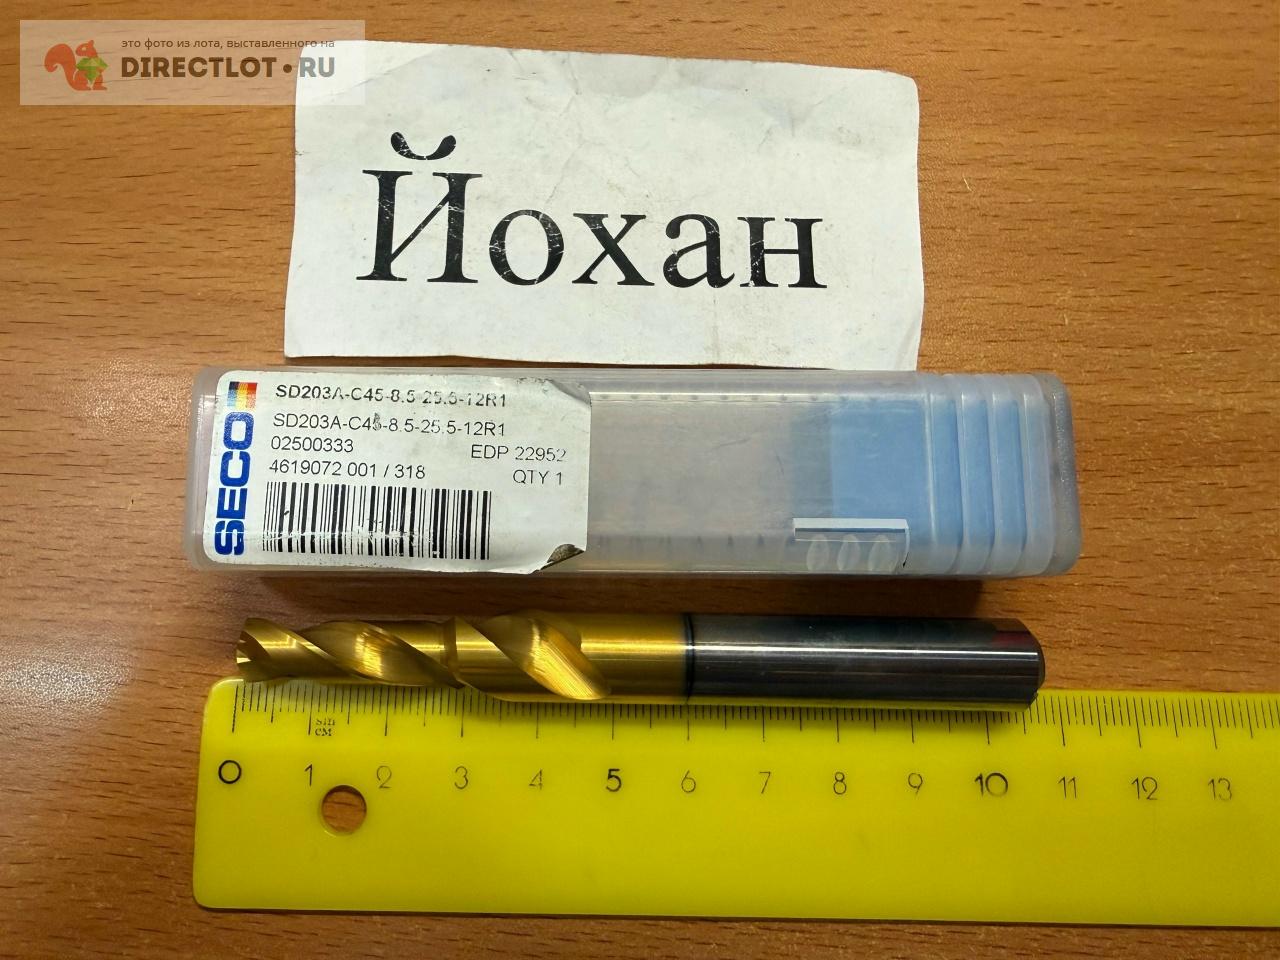 это фото из лота, выставленного на
DIRECTLOT.RU
Йохан
SECO
SD203A-C45-8.5-25.5-12R1
SD203A-C45-8.5-25.5-12R1
02500333 EDP 22952
4619072 001 / 318 QTY 1
см
0 1 2 3 4 5 6 7 8 9 10 11 12 13